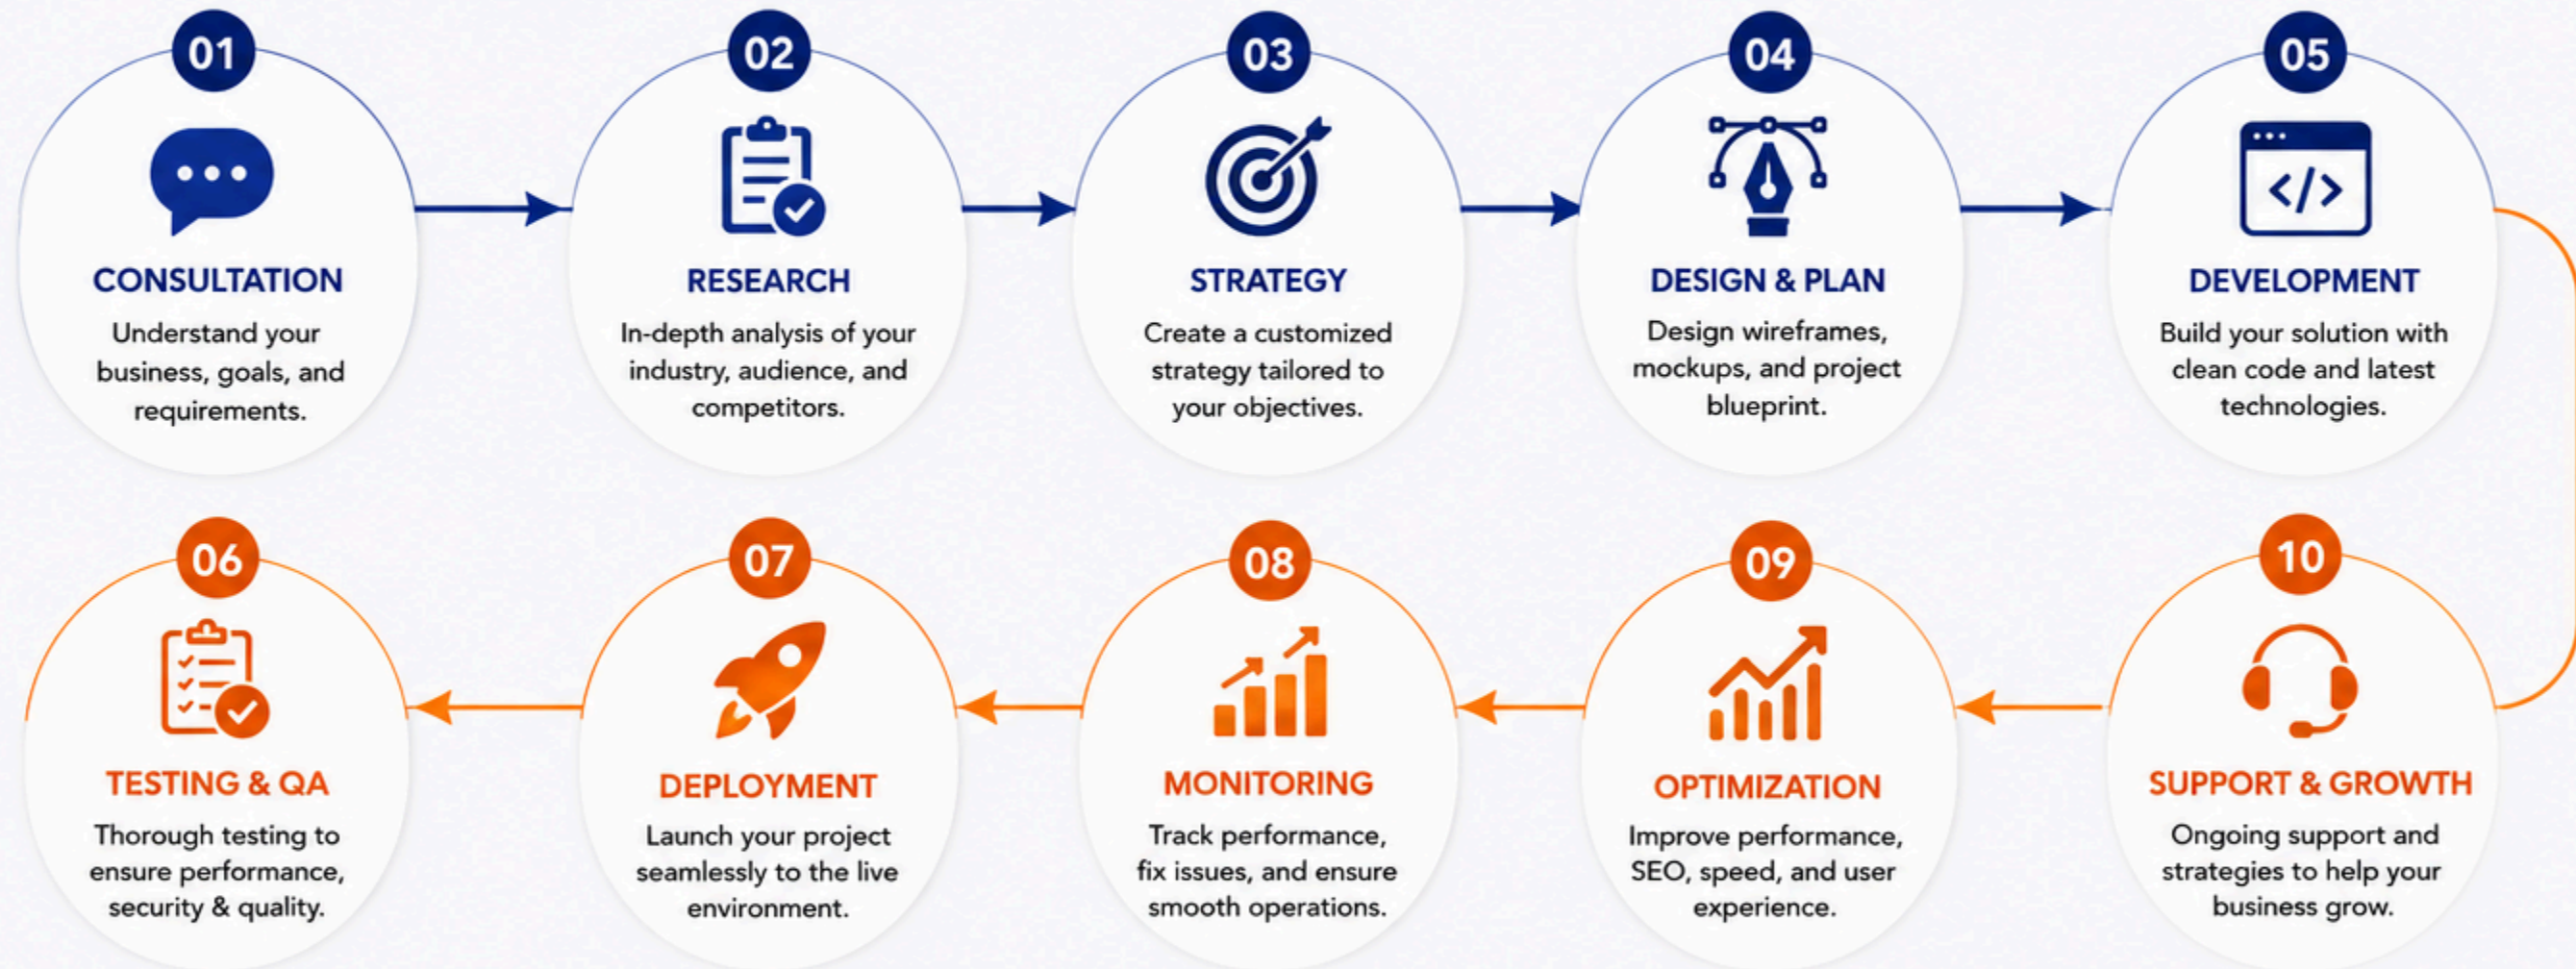 01
CONSULTATION
Understand your
business, goals, and
requirements.
02
RESEARCH
In-depth analysis of your
industry, audience, and
competitors.
03
STRATEGY
Create a customized
strategy tailored to
your objectives.
04
DESIGN & PLAN
Design wireframes,
mockups, and project
blueprint.
05
</>
DEVELOPMENT
Build your solution with
clean code and latest
technologies.
06
TESTING & QA
Thorough testing to
ensure performance,
security & quality.
07
DEPLOYMENT
Launch your project
seamlessly to the live
environment.
08
MONITORING
Track performance,
fix issues, and ensure
smooth operations.
09
OPTIMIZATION
Improve performance,
SEO, speed, and user
experience.
10
SUPPORT & GROWTH
Ongoing support and
strategies to help your
business grow.